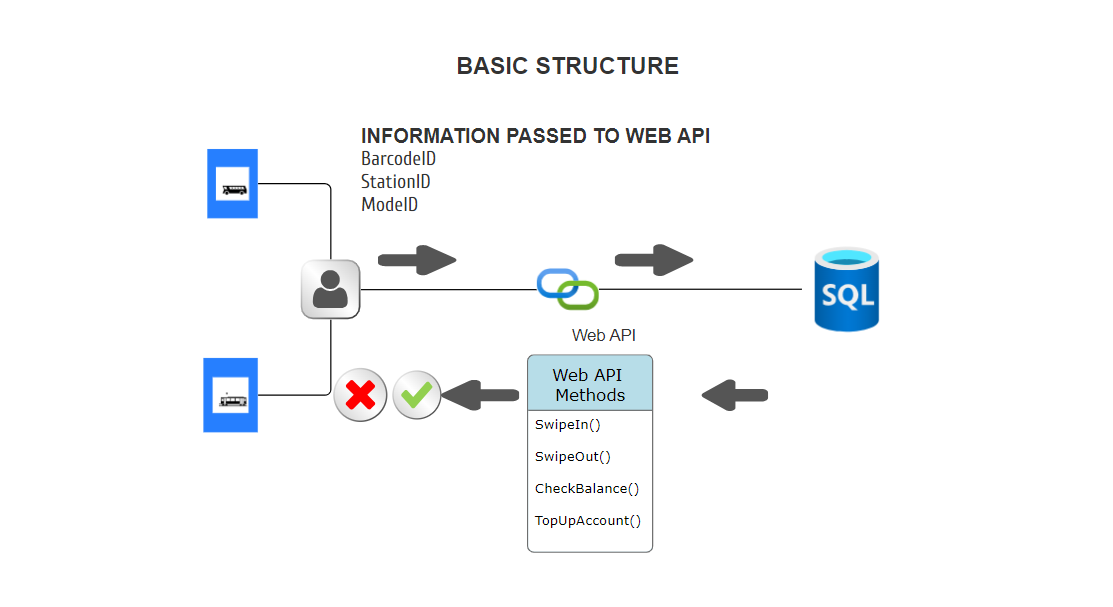 BASIC STRUCTURE
INFORMATION PASSED TO WEB API
BarcodeID
StationID
ModeID
SQL
Web API
Web API
Methods
SwipeIn()
SwipeOut()
CheckBalance()
TopUpAccount()